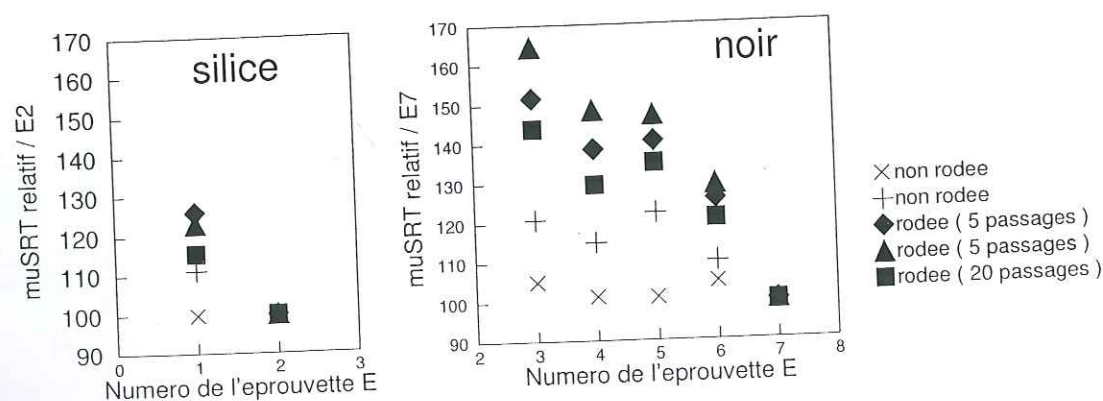 silice
muSRT relatif / E2
170
160
150
140
130
120
110
100
90
0
1
2
3
Numero de l'eprouvette E
noir
muSRT relatif / E7
170
160
150
140
130
120
110
100
90
2
3
4
5
6
7
8
Numero de l'eprouvette E
non rodee
non rodee
rodee ( 5 passages )
rodee ( 5 passages )
rodee ( 20 passages )